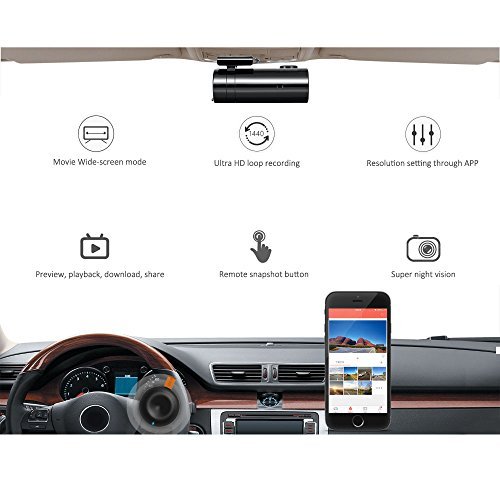 1440
Movie Wide-screen mode
Ultra HD loop recording
Resolution setting through APP
Preview, playback, download, share
Remote snapshot button
Super night vision